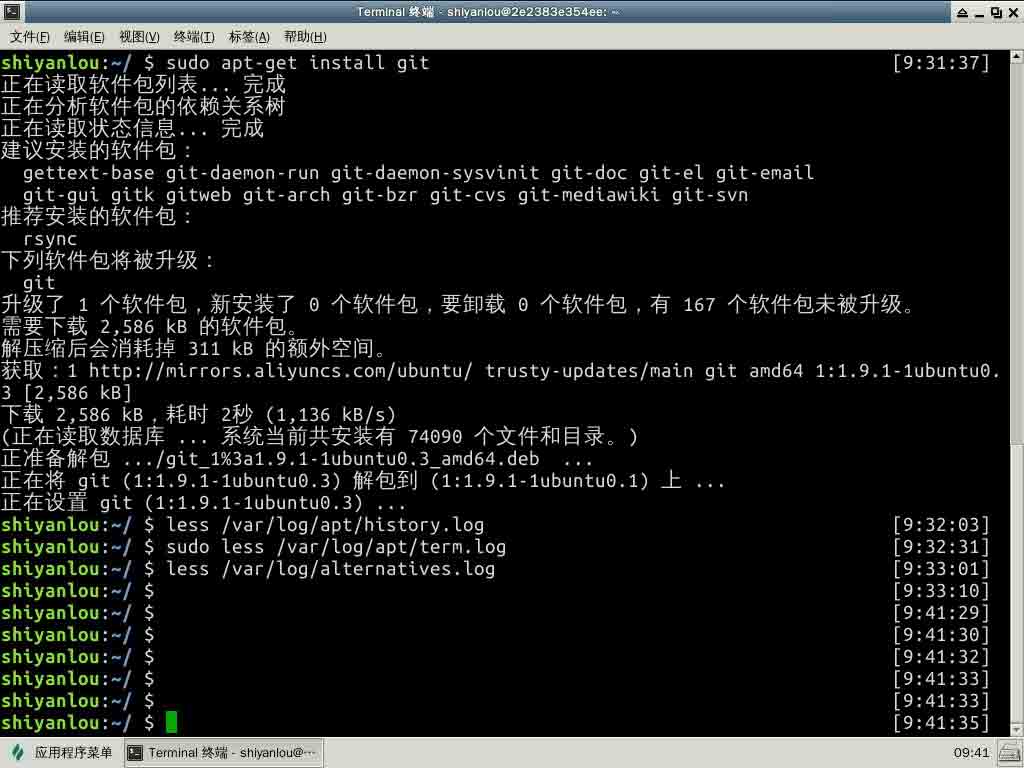 Terminal 终端 - shiyanlou@2e2383e354ee: ~
文件(F) 编辑(E) 视图(V) 终端(T) 标签(A) 帮助(H)
shiyanlou:~/ $ sudo apt-get install git [9:31:37]
正在读取软件包列表... 完成
正在分析软件包的依赖关系树
正在读取状态信息... 完成
建议安装的软件包：
gettext-base git-daemon-run git-daemon-sysvinit git-doc git-el git-email
git-gui gitk gitweb git-arch git-bzr git-cvs git-mediawiki git-svn
推荐安装的软件包：
rsync
下列软件包将被升级：
git
升级了 1 个软件包，新安装了 0 个软件包，要卸载 0 个软件包，有 167 个软件包未被升级。
需要下载 2,586 kB 的软件包。
解压缩后会消耗掉 311 kB 的额外空间。
获取：1 http://mirrors.aliyuncs.com/ubuntu/ trusty-updates/main git amd64 1:1.9.1-1ubuntu0.
3 [2,586 kB]
下载 2,586 kB，耗时 2秒 (1,136 kB/s)
(正在读取数据库 ... 系统当前共安装有 74090 个文件和目录。)
正准备解包 .../git_1%3a1.9.1-1ubuntu0.3_amd64.deb  ...
正在将 git (1:1.9.1-1ubuntu0.3) 解包到 (1:1.9.1-1ubuntu0.1) 上 ...
正在设置 git (1:1.9.1-1ubuntu0.3) ...
shiyanlou:~/ $ less /var/log/apt/history.log [9:32:03]
shiyanlou:~/ $ sudo less /var/log/apt/term.log [9:32:31]
shiyanlou:~/ $ less /var/log/alternatives.log [9:33:01]
shiyanlou:~/ $ [9:33:10]
shiyanlou:~/ $ [9:41:29]
shiyanlou:~/ $ [9:41:30]
shiyanlou:~/ $ [9:41:32]
shiyanlou:~/ $ [9:41:33]
shiyanlou:~/ $ [9:41:33]
shiyanlou:~/ $ [9:41:35]
应用程序菜单 Terminal 终端 - shiyanlou@··· 09:41